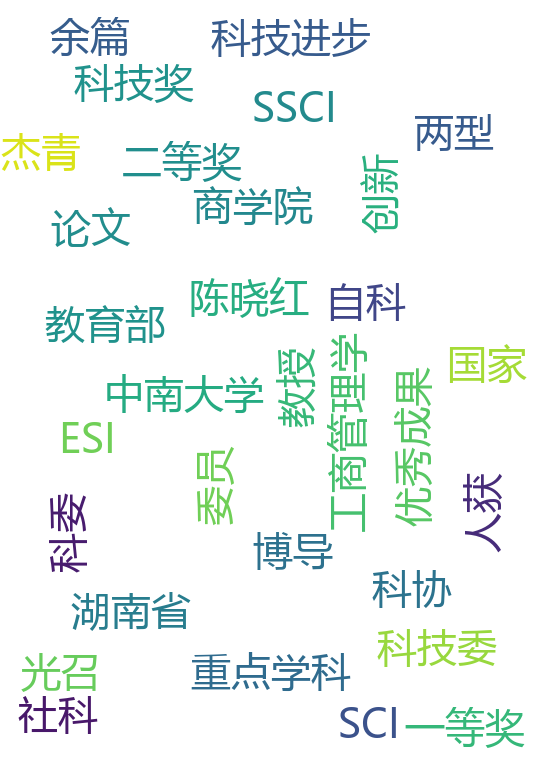 余篇
科技进步
科技奖
SSCI
两型
杰青
二等奖
创新
商学院
论文
陈晓红
自科
教育部
国家
教授
工商管理学
优秀成果
中南大学
ESI
委员
科委
人获
博导
科协
湖南省
科技委
光召
重点学科
社科
SCI
一等奖